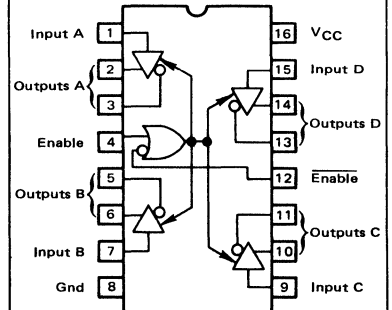 Input A 1
2
Outputs A
3
Enable 4
5
Outputs B
6
Input B 7
Gnd 8
16 VCC
15 Input D
14
Outputs D
13
12 Enable
11
Outputs C
10
9 Input C